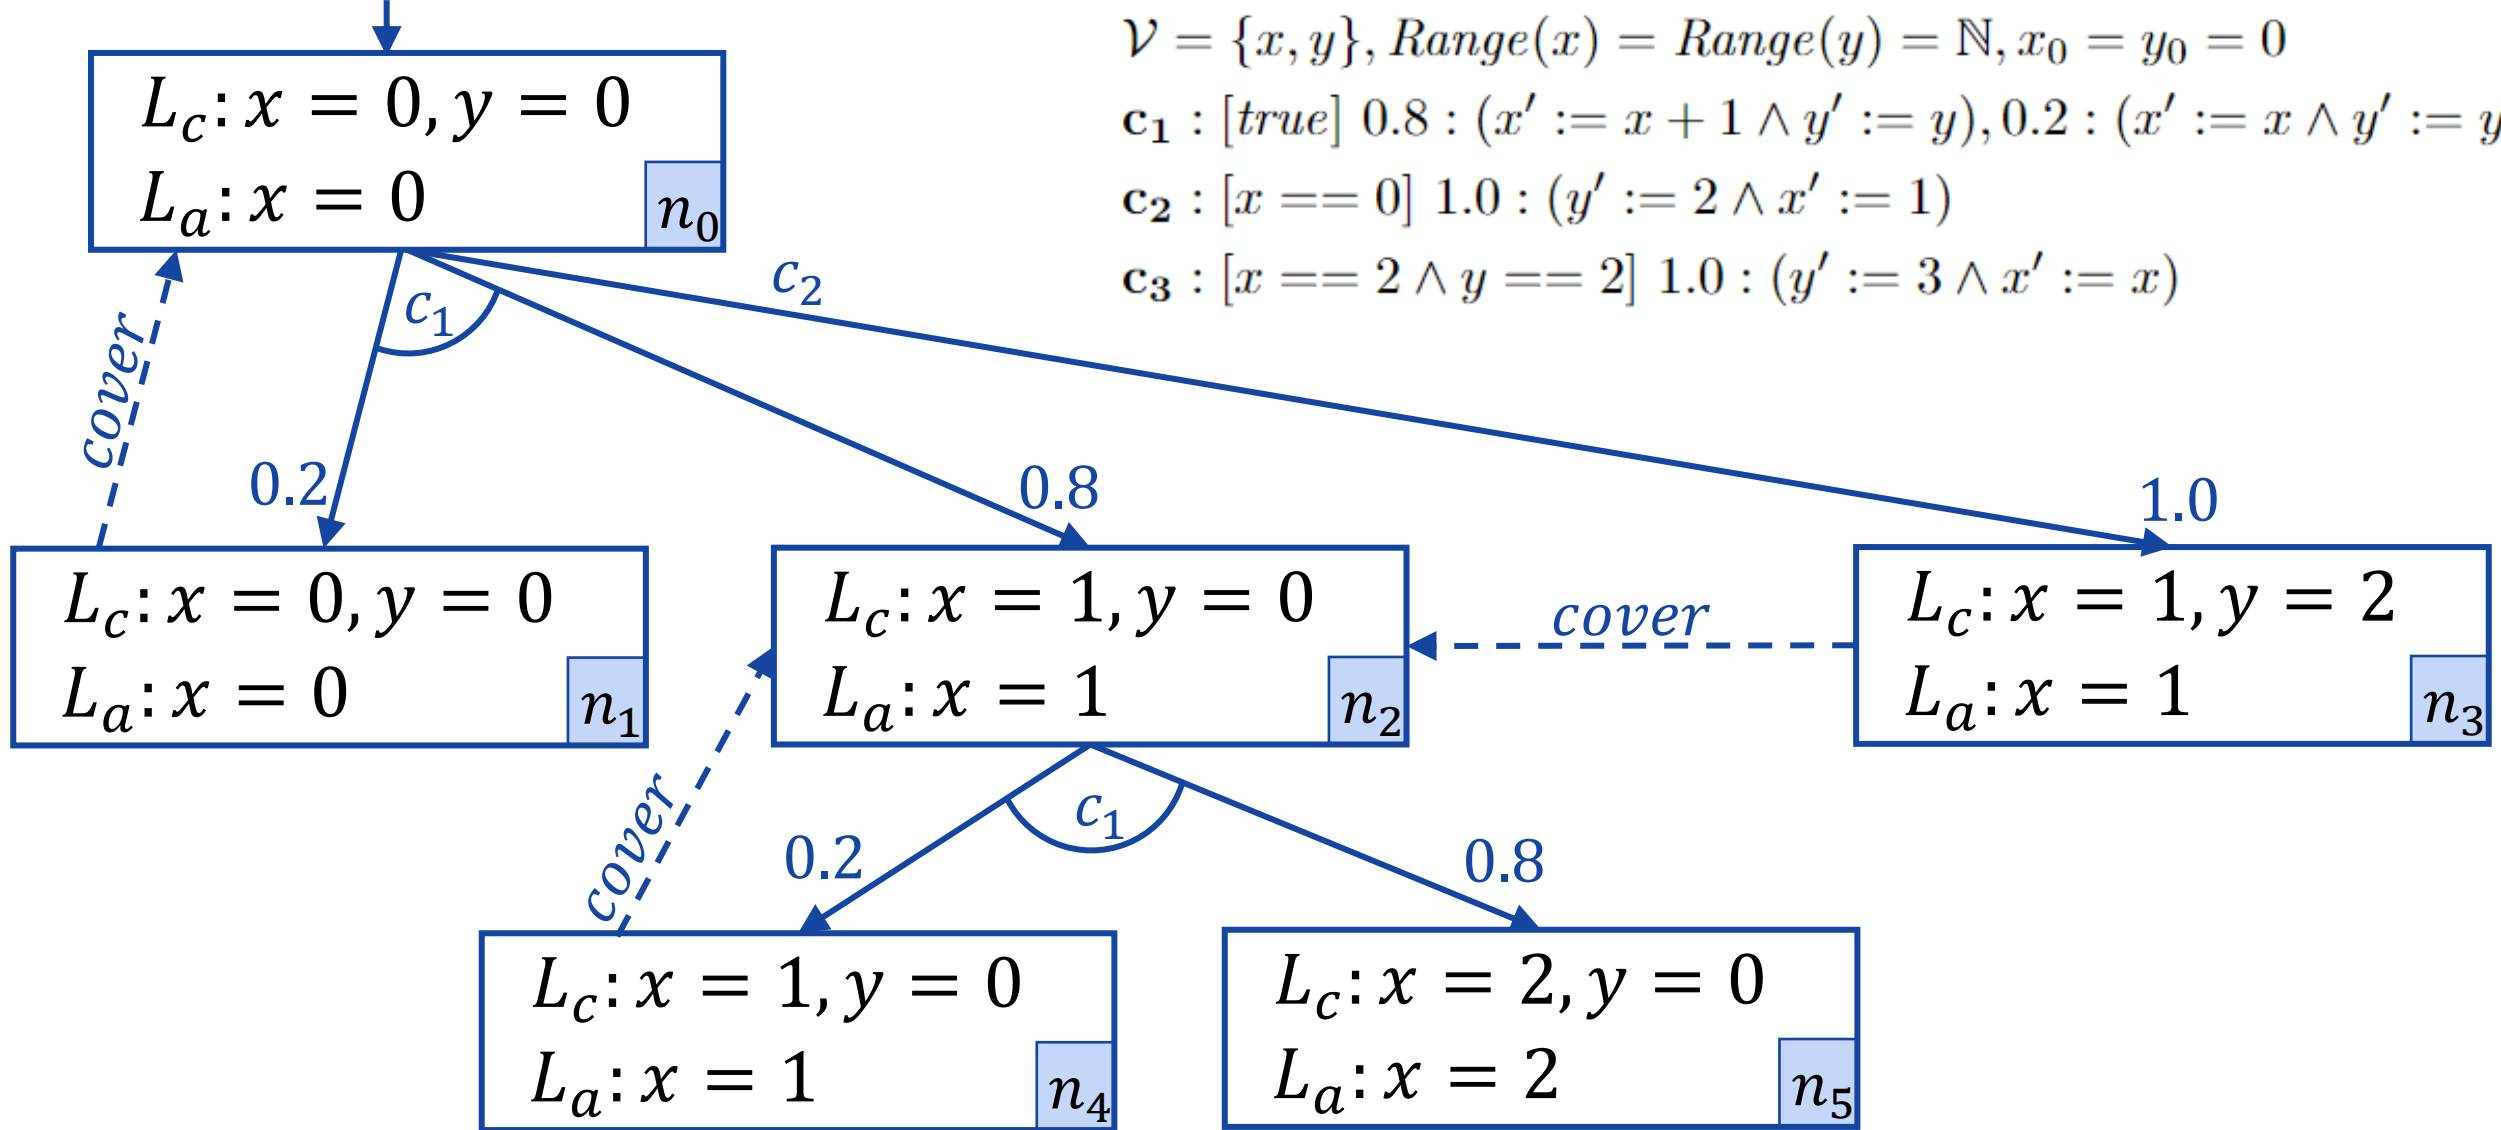 𝒱 = {x, y}, Range(x) = Range(y) = ℕ, x₀ = y₀ = 0
c₁ : [true] 0.8 : (x′ := x + 1 ∧ y′ := y), 0.2 : (x′ := x ∧ y′ := y
c₂ : [x == 0] 1.0 : (y′ := 2 ∧ x′ := 1)
c₃ : [x == 2 ∧ y == 2] 1.0 : (y′ := 3 ∧ x′ := x)
L_c: x = 0, y = 0
L_a: x = 0
n₀
c₁
c₂
cover
0.2
0.8
1.0
L_c: x = 0, y = 0
L_a: x = 0
n₁
L_c: x = 1, y = 0
L_a: x = 1
n₂
cover
L_c: x = 1, y = 2
L_a: x = 1
n₃
cover
c₁
0.2
0.8
L_c: x = 1, y = 0
L_a: x = 1
n₄
L_c: x = 2, y = 0
L_a: x = 2
n₅